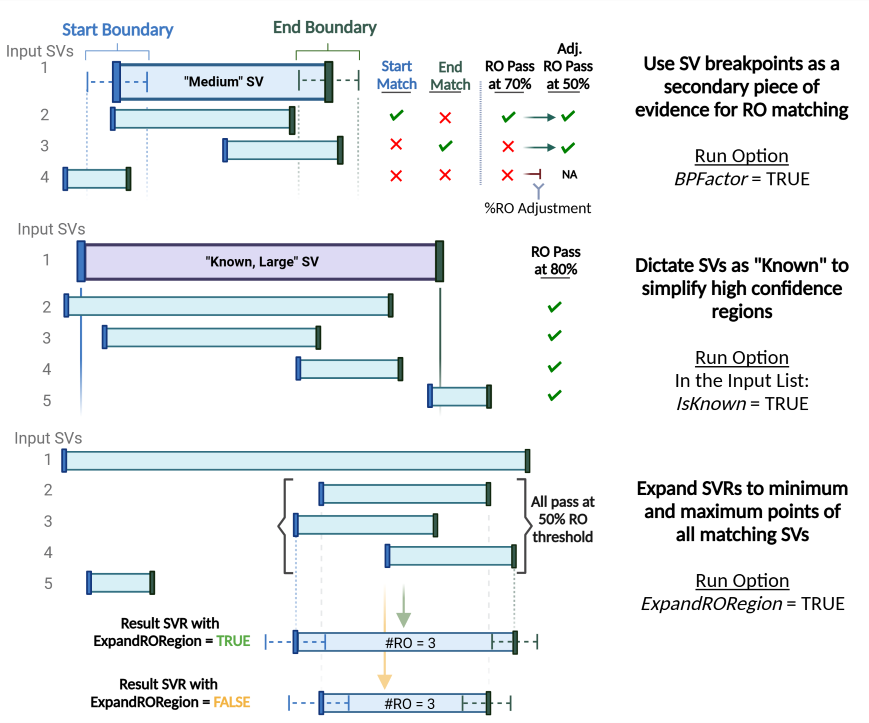 Start Boundary
End Boundary
Input SVs
1
"Medium" SV
2
3
4
Start Match
End Match
RO Pass at 70%
Adj. RO Pass at 50%
NA
%RO Adjustment
Use SV breakpoints as a
secondary piece of
evidence for RO matching
Run Option
BPFactor = TRUE
Input SVs
1
"Known, Large" SV
2
3
4
5
RO Pass
at 80%
Dictate SVs as "Known" to
simplify high confidence
regions
Run Option
In the Input List:
IsKnown = TRUE
Input SVs
1
2
3
4
5
All pass at
50% RO
threshold
Expand SVRs to minimum
and maximum points of
all matching SVs
Run Option
ExpandRORegion = TRUE
Result SVR with
ExpandRORegion = TRUE
#RO = 3
Result SVR with
ExpandRORegion = FALSE
#RO = 3